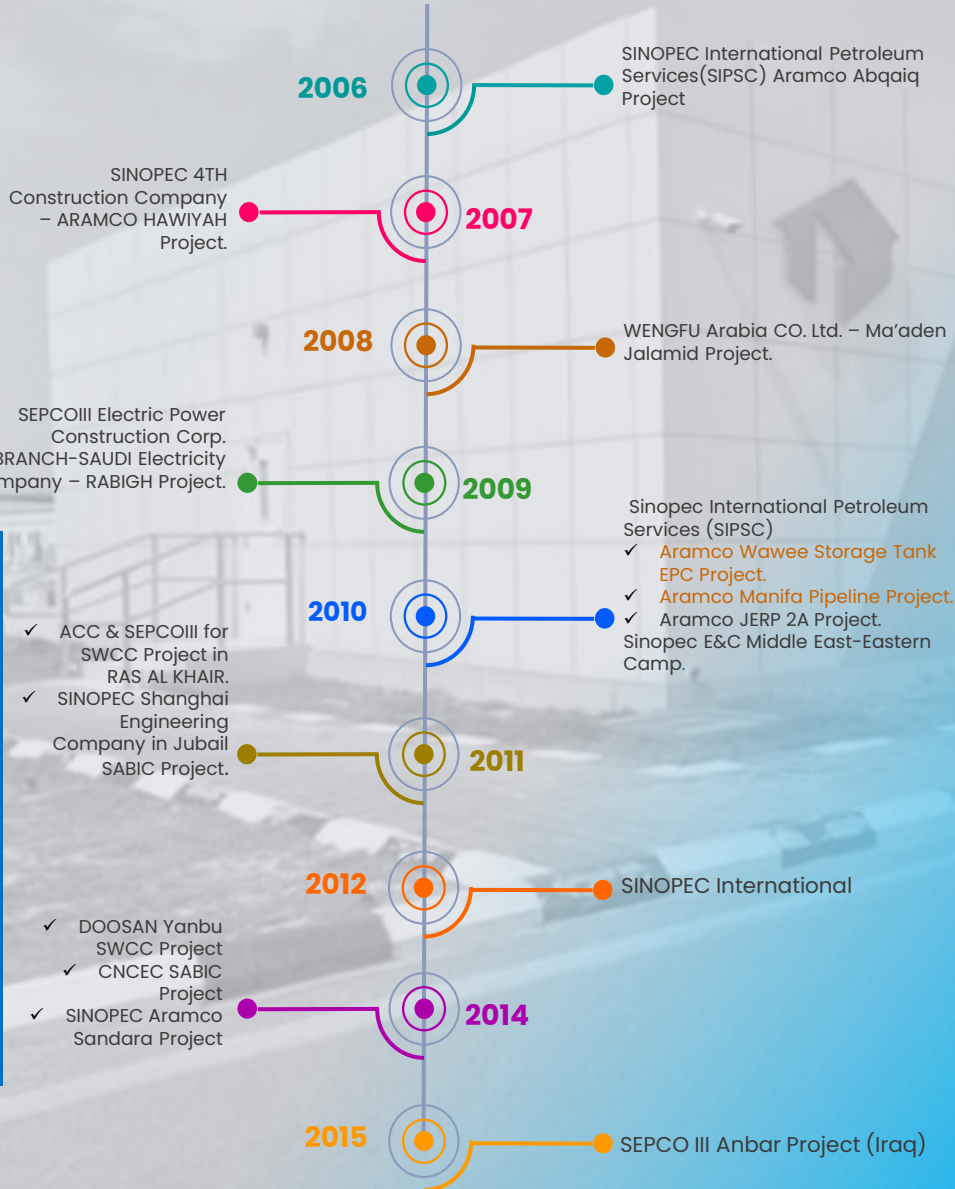 2006
SINOPEC International Petroleum
Services(SIPSC) Aramco Abqaiq
Project
SINOPEC 4TH
Construction Company
– ARAMCO HAWIYAH
Project.
2007
2008
WENGFU Arabia CO. Ltd. – Ma’aden
Jalamid Project.
SEPCOIII Electric Power
Construction Corp.
BRANCH-SAUDI Electricity
– RABIGH Project.
2009
2010
Sinopec International Petroleum
Services (SIPSC)
✓ Aramco Wawee Storage Tank
EPC Project.
✓ Aramco Manifa Pipeline Project.
✓ Aramco JERP 2A Project.
Sinopec E&C Middle East-Eastern
Camp.
✓ ACC & SEPCOIII for
SWCC Project in
RAS AL KHAIR.
✓ SINOPEC Shanghai
Engineering
Company in Jubail
SABIC Project.
2011
2012
SINOPEC International
✓ DOOSAN Yanbu
SWCC Project
✓ CNCEC SABIC
Project
✓ SINOPEC Aramco
Sandara Project
2014
2015
SEPCO III Anbar Project (Iraq)